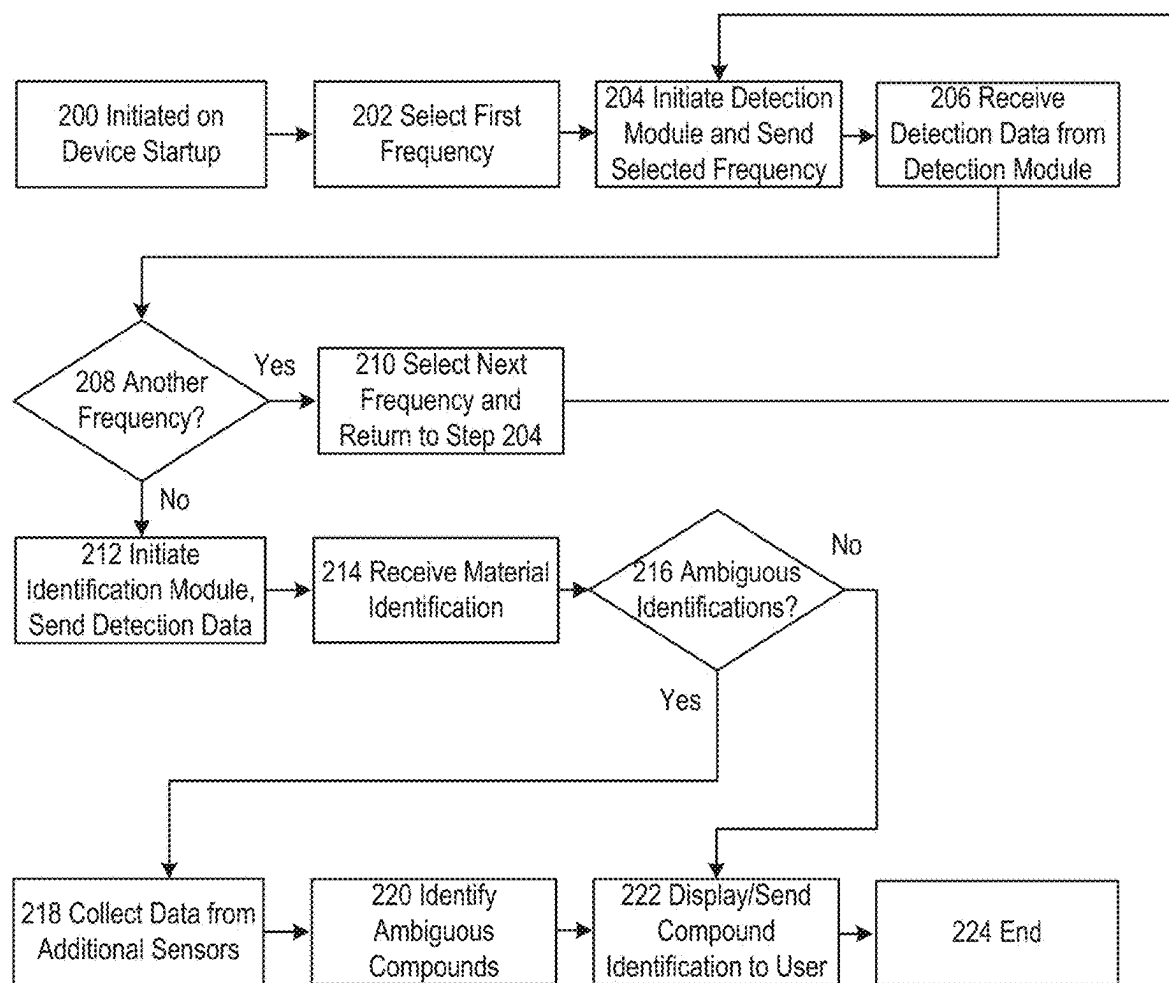 200 Initiated on
Device Startup
202 Select First
Frequency
204 Initiate Detection
Module and Send
Selected Frequency
206 Receive
Detection Data from
Detection Module
208 Another
Frequency?
Yes
210 Select Next
Frequency and
Return to Step 204
No
212 Initiate
Identification Module,
Send Detection Data
214 Receive Material
Identification
216 Ambiguous
Identifications?
No
Yes
218 Collect Data from
Additional Sensors
220 Identify
Ambiguous
Compounds
222 Display/Send
Compound
Identification to User
224 End